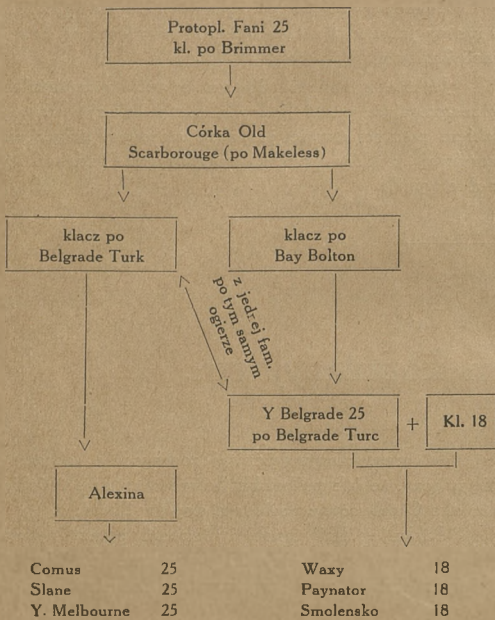 Protopl. Fani 25
kl. po Brimmer
Córka Old
Scarborouge (po Makeless)
klacz po
Belgrade Turk
klacz po
Bay Bolton
z jednej fam.
po tym samym
ogierze
Y Belgrade 25
po Belgrade Turc
+
Kl. 18
Alexina
Comus 25
Slane 25
Y. Melbourne 25
Waxy 18
Paynator 18
Smolensko 18